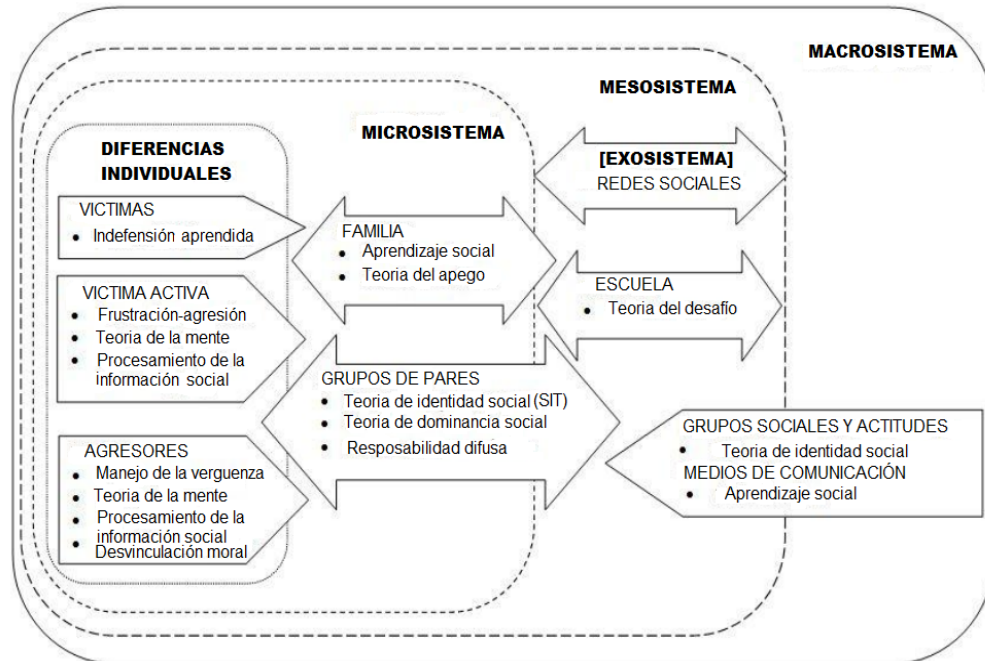 MACROSISTEMA
MESOSISTEMA
MICROSISTEMA
DIFERENCIAS
INDIVIDUALES
[EXOSISTEMA]
REDES SOCIALES
VICTIMAS
• Indefensión aprendida
FAMILIA
• Aprendizaje social
• Teoria del apego
ESCUELA
• Teoria del desafío
VICTIMA ACTIVA
• Frustración-agresión
• Teoria de la mente
• Procesamiento de la
información social
GRUPOS DE PARES
• Teoria de identidad social (SIT)
• Teoria de dominancia social
• Responsabilidad difusa
GRUPOS SOCIALES Y ACTITUDES
• Teoria de identidad social
MEDIOS DE COMUNICACIÓN
• Aprendizaje social
AGRESORES
• Manejo de la verguenza
• Teoria de la mente
• Procesamiento de la
información social
• Desvinculación moral